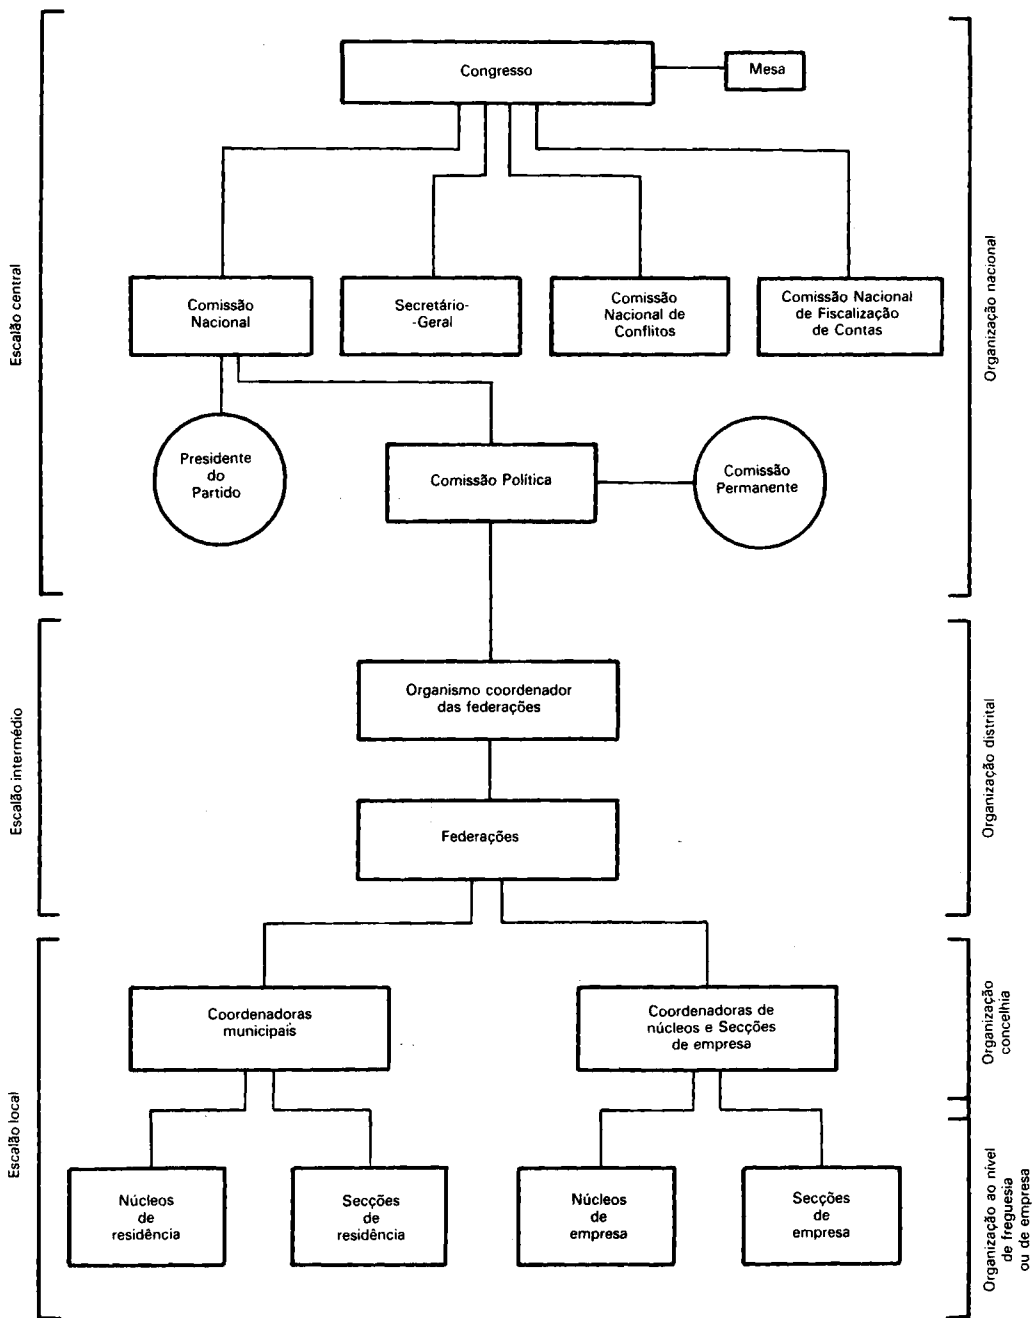 Congresso
Mesa
Escalão central
Organização nacional
Comissão
Nacional
Secretário-
-Geral
Comissão
Nacional de
Conflitos
Comissão Nacional
de Fiscalização
de Contas
Presidente
do
Partido
Comissão Política
Comissão
Permanente
Escalão intermédio
Organização distrital
Organismo coordenador
das federações
Federações
Escalão local
Organização
concelhia
Coordenadoras
municipais
Coordenadoras de
núcleos e Secções
de empresa
Organização ao nível
de freguesia
ou de empresa
Núcleos
de
residência
Secções
de
residência
Núcleos
de
empresa
Secções
de
empresa